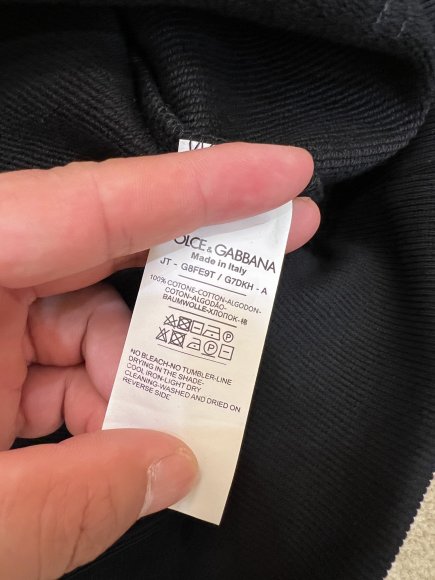 DOLCE & GABBANA
Made in Italy
JT - G8FE9T / G7DKH - A
100% COTONE-COTTON-ALGODON-
COTON-ALGODÃO-
BAUMWOLLE-ХЛОПОК-棉
NO BLEACH-NO TUMBLER-LINE
DRYING IN THE SHADE-
COOL IRON-LIGHT DRY
CLEANING-WASHED AND DRIED ON
REVERSE SIDE